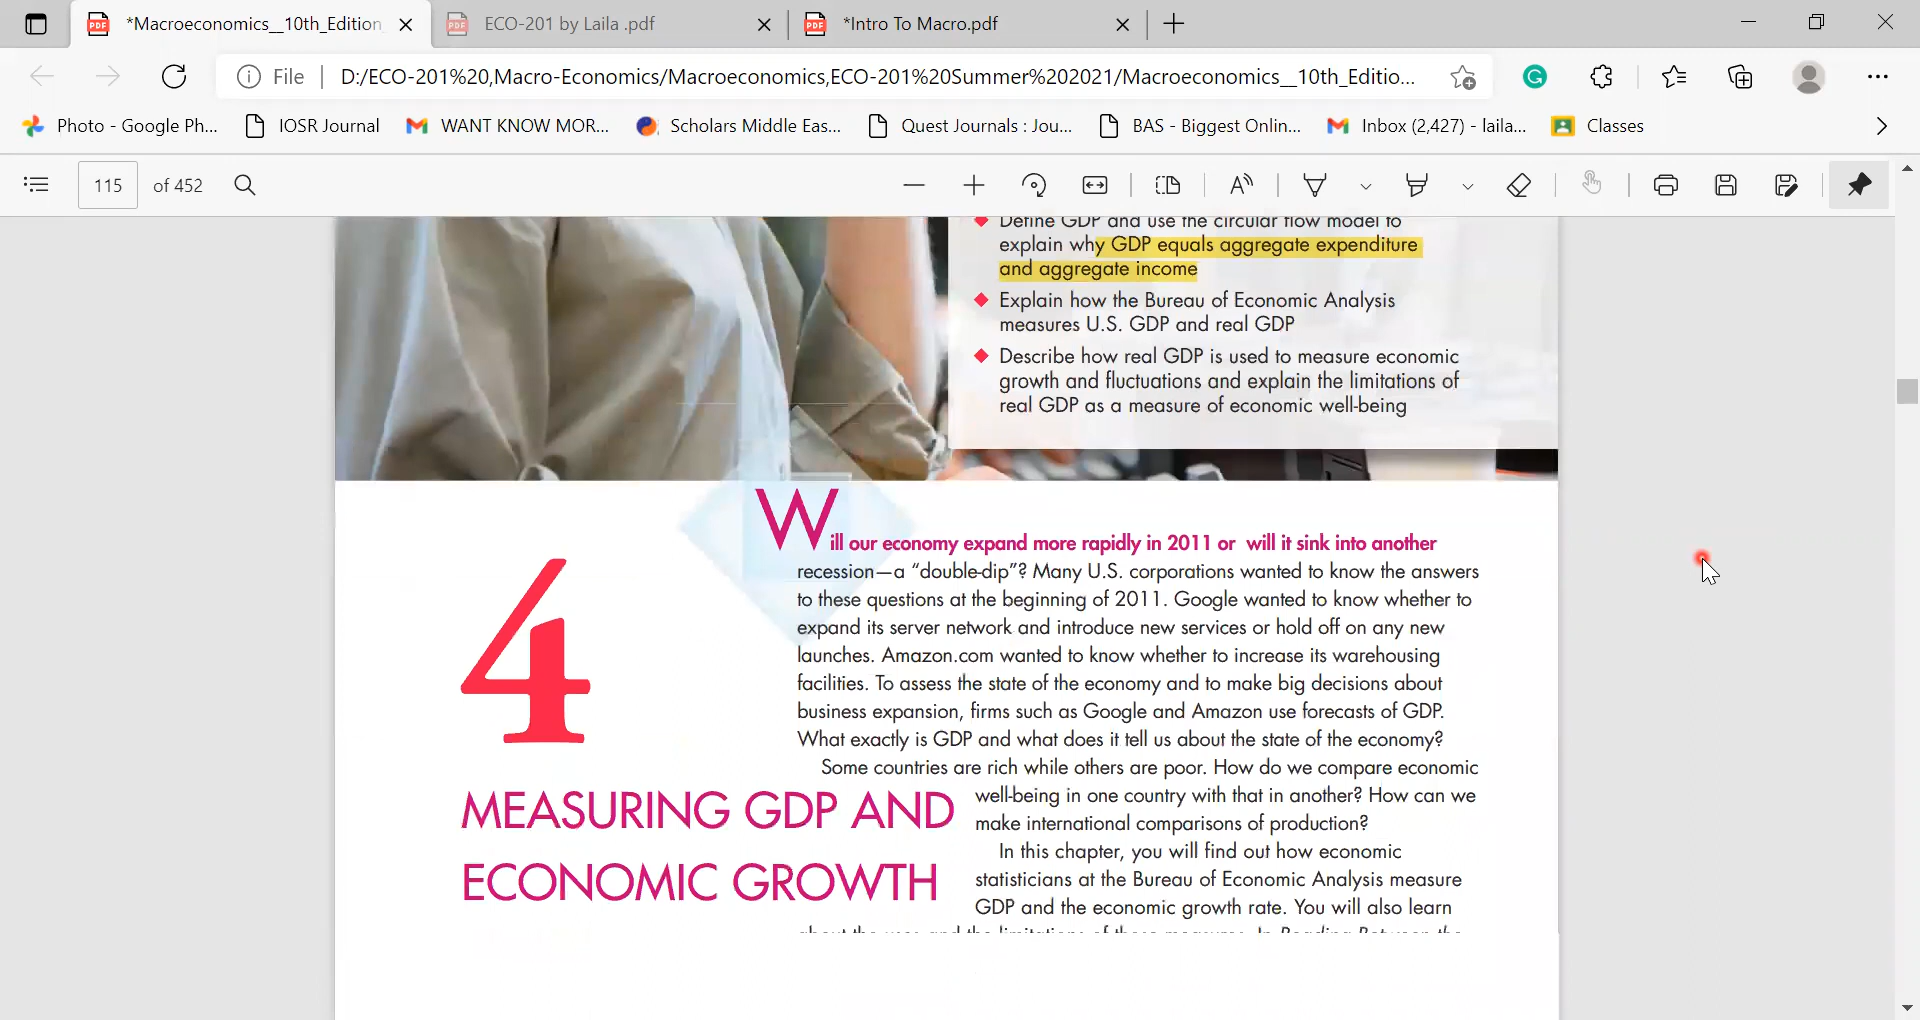 *Macroeconomics__10th_Edition
ECO-201 by Laila .pdf
*Intro To Macro.pdf
File
D:/ECO-201%20,Macro-Economics/Macroeconomics,ECO-201%20Summer%202021/Macroeconomics__10th_Editio...
Photo - Google Ph...
IOSR Journal
WANT KNOW MOR...
Scholars Middle Eas...
Quest Journals : Jou...
BAS - Biggest Onlin...
Inbox (2,427) - laila...
Classes
115 of 452
Define GDP and use the circular flow model to
explain why GDP equals aggregate expenditure
and aggregate income
Explain how the Bureau of Economic Analysis
measures U.S. GDP and real GDP
Describe how real GDP is used to measure economic
growth and fluctuations and explain the limitations of
real GDP as a measure of economic well-being
4
MEASURING GDP AND
ECONOMIC GROWTH
Will our economy expand more rapidly in 2011 or will it sink into another
recession—a “double-dip”? Many U.S. corporations wanted to know the answers
to these questions at the beginning of 2011. Google wanted to know whether to
expand its server network and introduce new services or hold off on any new
launches. Amazon.com wanted to know whether to increase its warehousing
facilities. To assess the state of the economy and to make big decisions about
business expansion, firms such as Google and Amazon use forecasts of GDP.
What exactly is GDP and what does it tell us about the state of the economy?
Some countries are rich while others are poor. How do we compare economic
well-being in one country with that in another? How can we
make international comparisons of production?
In this chapter, you will find out how economic
statisticians at the Bureau of Economic Analysis measure
GDP and the economic growth rate. You will also learn